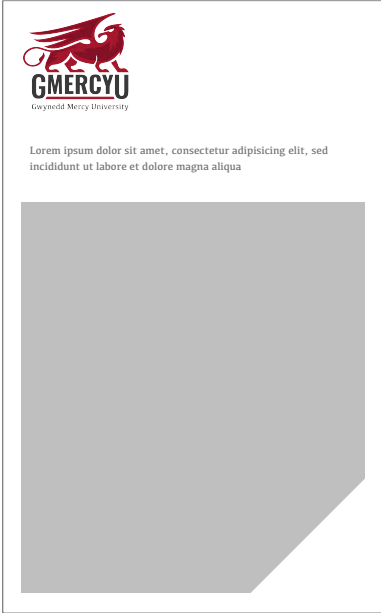 GMERCYU
Gwynedd Mercy University
Lorem ipsum dolor sit amet, consectetur adipisicing elit, sed
incididunt ut labore et dolore magna aliqua